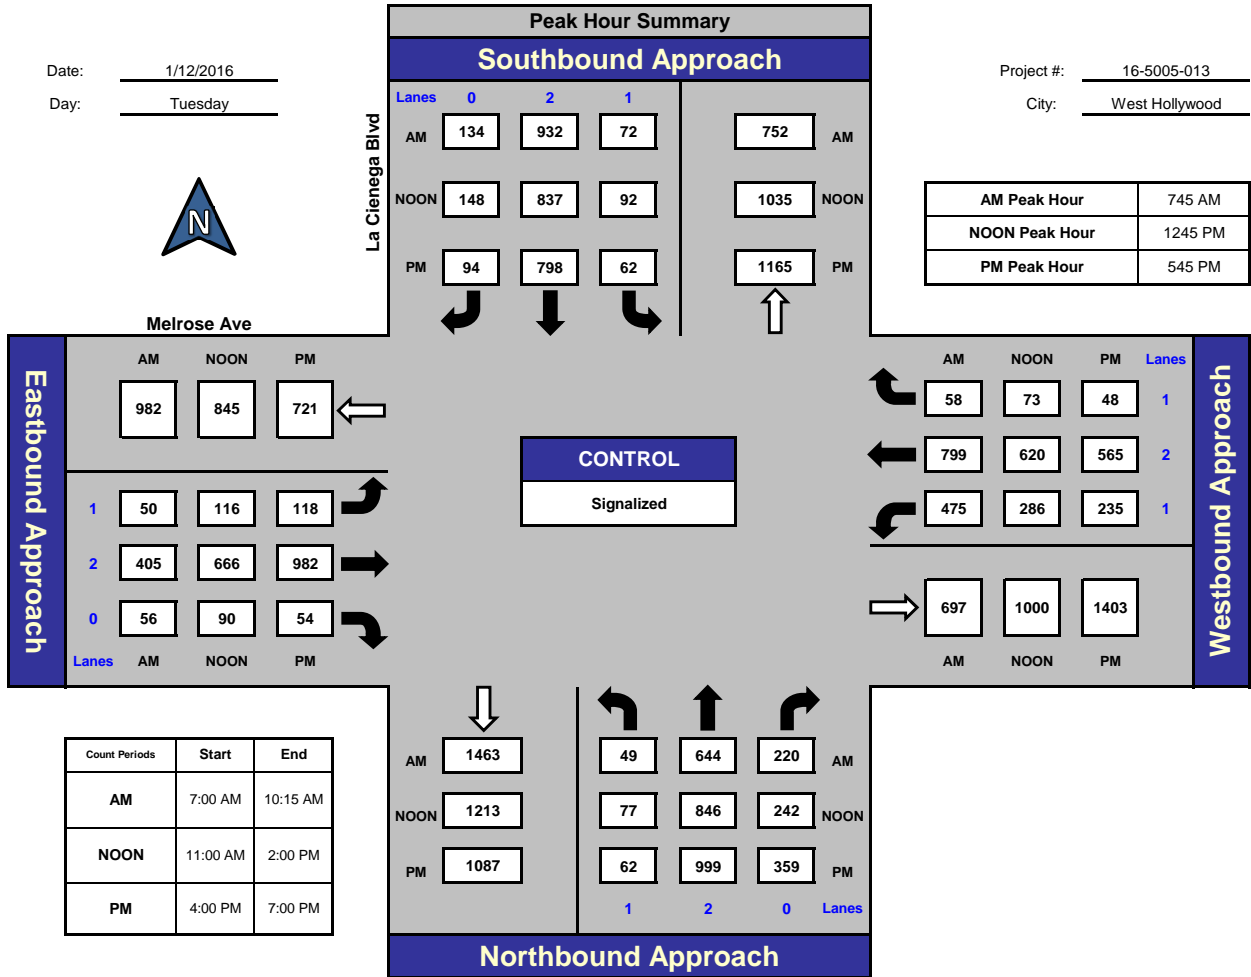 Peak Hour Summary
Southbound Approach
Date: 1/12/2016
Day: Tuesday
Project #: 16-5005-013
City: West Hollywood
N
La Cienega Blvd
Lanes 0 2 1
AM 134 932 72 752 AM
NOON 148 837 92 1035 NOON
PM 94 798 62 1165 PM
AM Peak Hour 745 AM
NOON Peak Hour 1245 PM
PM Peak Hour 545 PM
Melrose Ave
Eastbound Approach
AM NOON PM
982 845 721
1 50 116 118
2 405 666 982
0 56 90 54
Lanes AM NOON PM
CONTROL
Signalized
AM NOON PM Lanes
58 73 48 1
799 620 565 2
475 286 235 1
697 1000 1403
AM NOON PM
Westbound Approach
Count Periods Start End
AM 7:00 AM 10:15 AM
NOON 11:00 AM 2:00 PM
PM 4:00 PM 7:00 PM
AM 1463 49 644 220 AM
NOON 1213 77 846 242 NOON
PM 1087 62 999 359 PM
1 2 0 Lanes
Northbound Approach